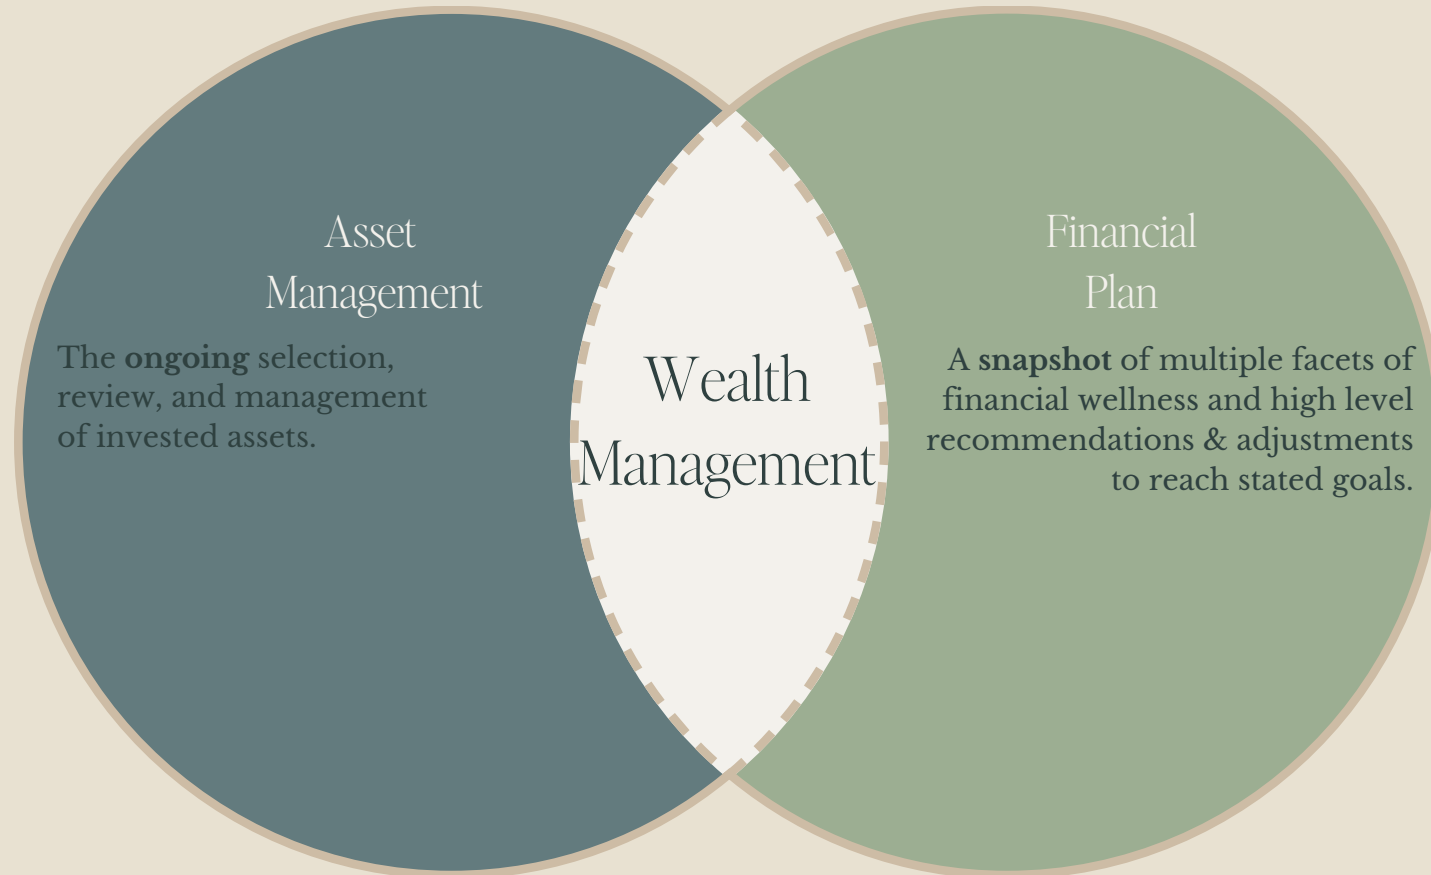 Asset
Management
The ongoing selection,
review, and management
of invested assets.
Wealth
Management
Financial
Plan
A snapshot of multiple facets of
financial wellness and high level
recommendations & adjustments
to reach stated goals.